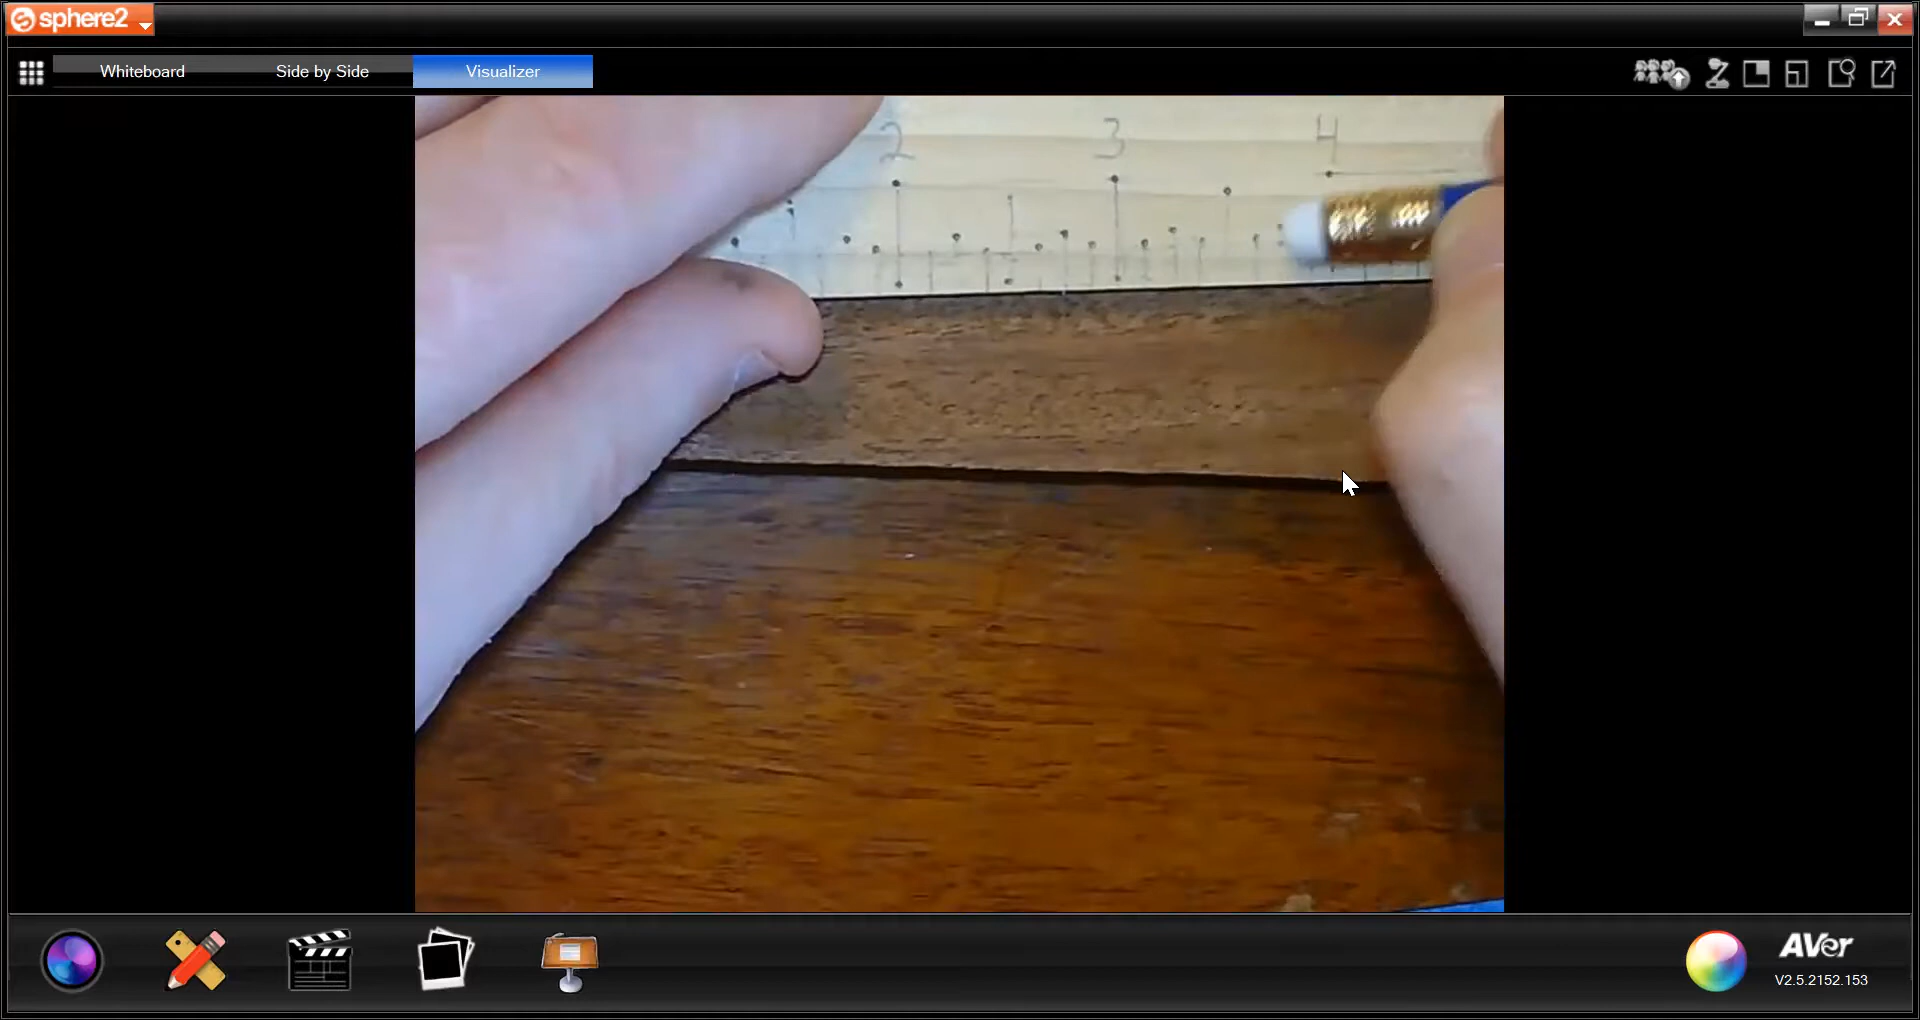 sphere2
Whiteboard Side by Side Visualizer
2 3 4
AVer
V2.5.2152.153